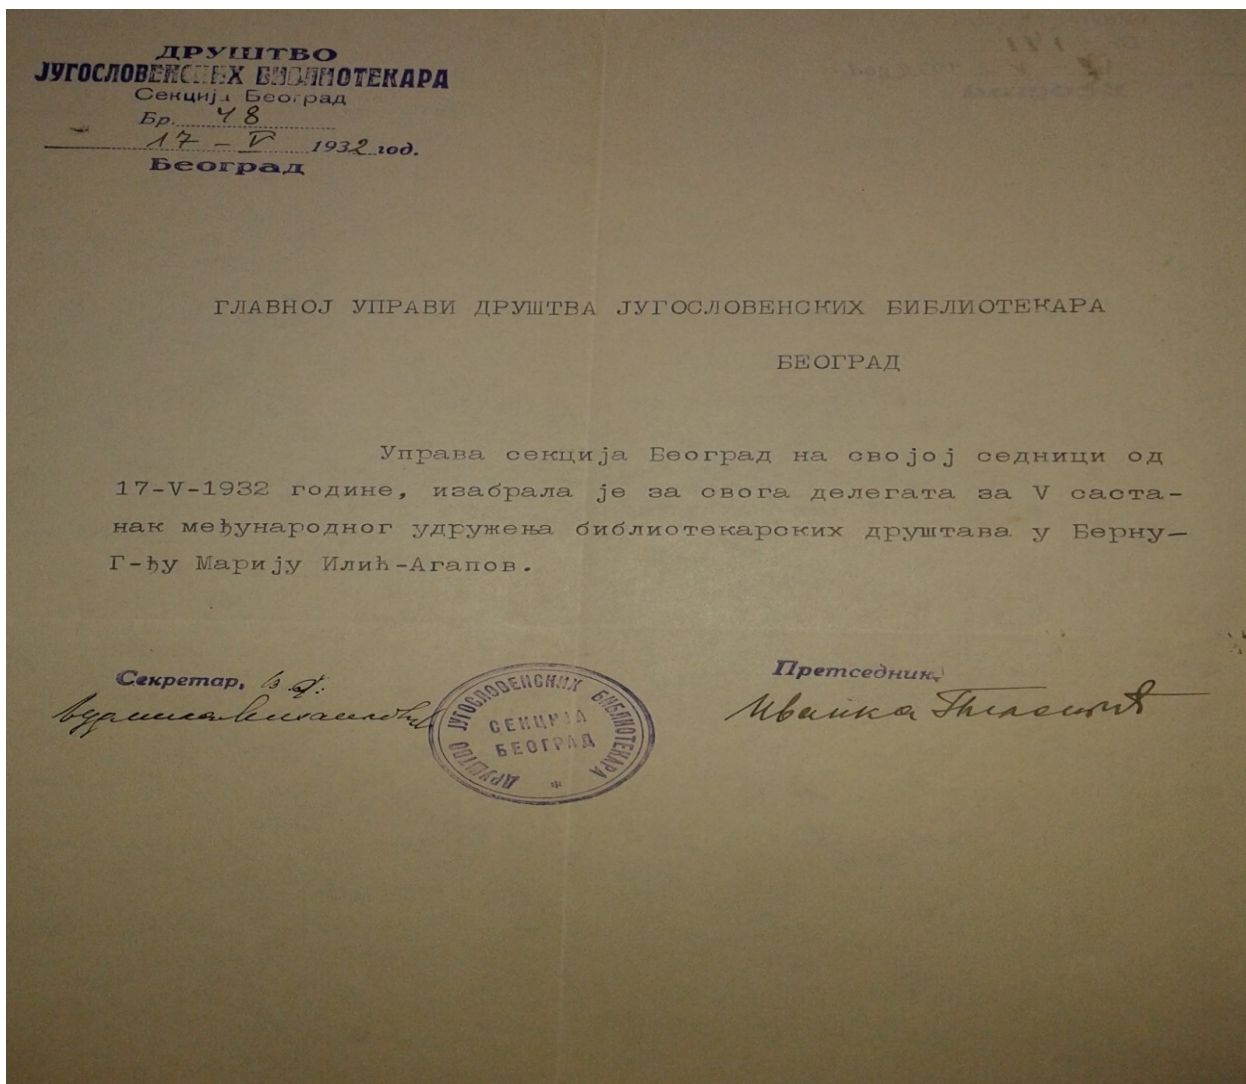 ДРУШТВО
ЈУГОСЛОВЕНСКИХ БИБЛИОТЕКАРА
Секција Београд
Бр. 48
17 - V 1932 год.
Београд
ГЛАВНОЈ УПРАВИ ДРУШТВА ЈУГОСЛОВЕНСКИХ БИБЛИОТЕКАРА
БЕОГРАД
Управа секција Београд на својој седници од
17-V-1932 године, изабрала је за свога делегата за V саста-
нак међународног удружења библиотекарских друштава у Берну-
Г-ђу Марију Илић-Агапов.
Секретар,
Претседник,
Иванка
ДРУШТВО ЈУГОСЛОВЕНСКИХ БИБЛИОТЕКАРА
СЕКЦИЈА
БЕОГРАД